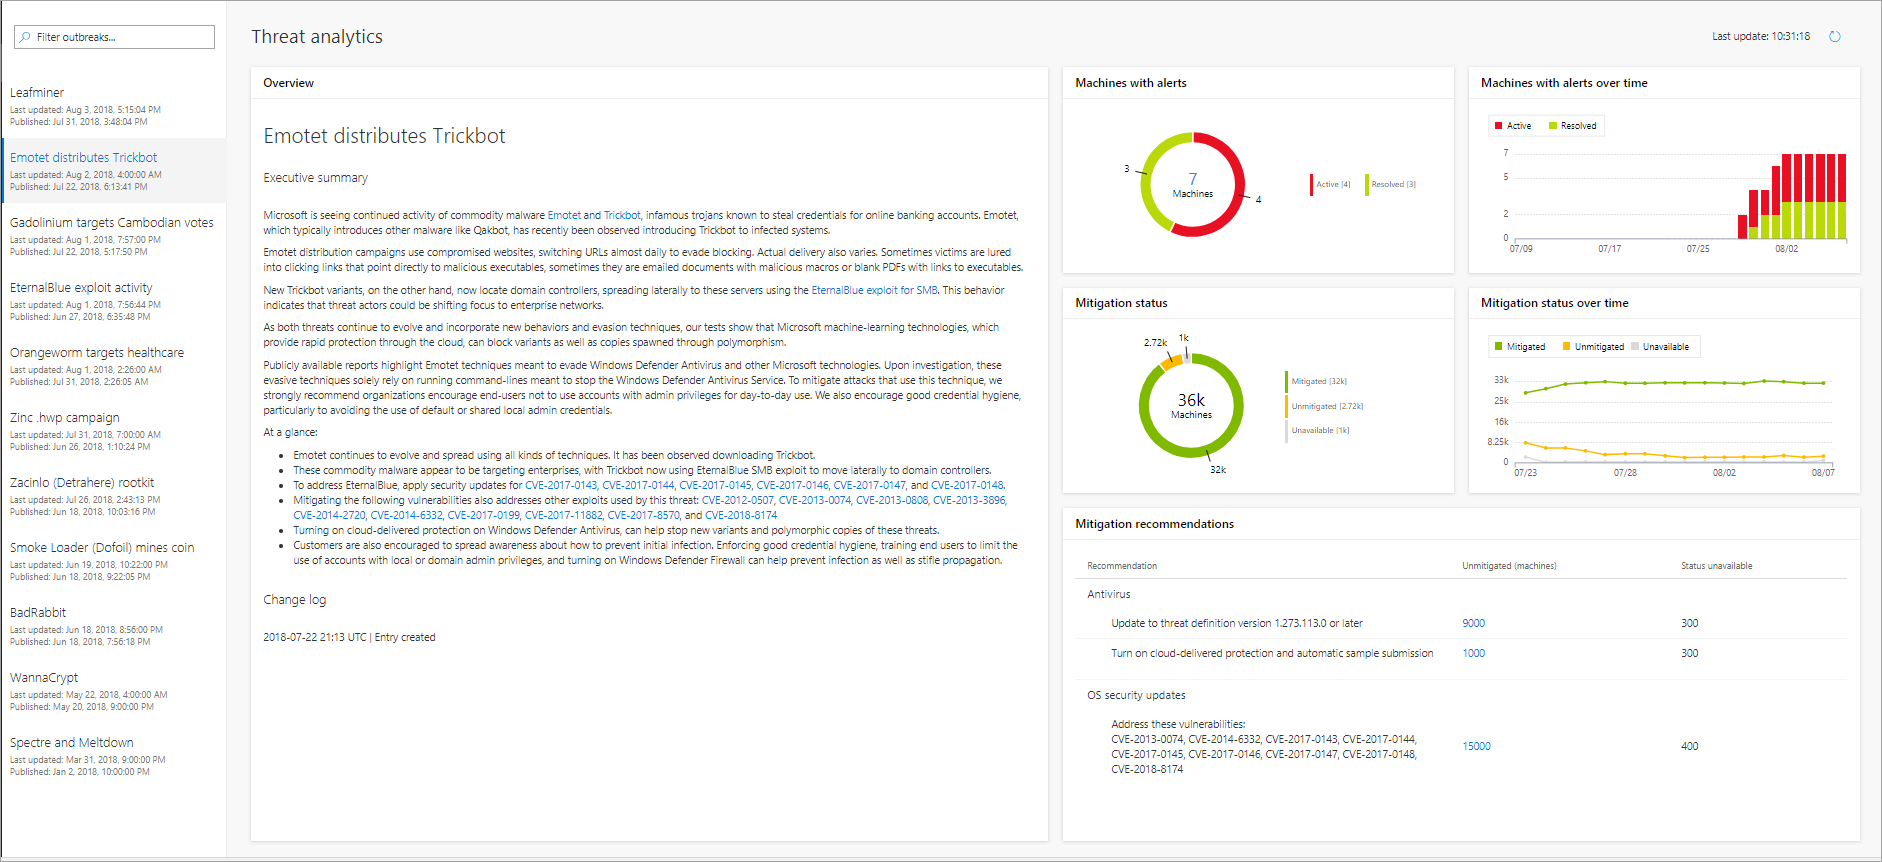 Filter outbreaks...
Leafminer
Last updated: Aug 3, 2018, 5:15:04 PM
Published: Jul 31, 2018, 3:48:04 PM
Emotet distributes Trickbot
Last updated: Aug 2, 2018, 4:00:00 AM
Published: Jul 22, 2018, 6:13:41 PM
Gadolinium targets Cambodian votes
Last updated: Aug 1, 2018, 7:57:00 PM
Published: Jul 22, 2018, 5:17:50 PM
EternalBlue exploit activity
Last updated: Aug 1, 2018, 7:56:44 PM
Published: Jun 27, 2018, 6:35:48 PM
Orangeworm targets healthcare
Last updated: Aug 1, 2018, 2:26:00 AM
Published: Jul 31, 2018, 2:26:05 AM
Zinc .hwp campaign
Last updated: Jul 31, 2018, 7:00:00 AM
Published: Jun 26, 2018, 1:10:24 PM
Zacinlo (Detrahere) rootkit
Last updated: Jul 26, 2018, 2:43:13 PM
Published: Jun 18, 2018, 10:03:16 PM
Smoke Loader (Dofoil) mines coin
Last updated: Jun 19, 2018, 10:22:00 PM
Published: Jun 18, 2018, 9:22:05 PM
BadRabbit
Last updated: Jun 18, 2018, 8:56:00 PM
Published: Jun 18, 2018, 7:56:18 PM
WannaCrypt
Last updated: May 22, 2018, 4:00:00 AM
Published: May 20, 2018, 9:00:00 PM
Spectre and Meltdown
Last updated: Mar 31, 2018, 9:00:00 PM
Published: Jan 2, 2018, 10:00:00 PM
Threat analytics
Last update: 10:31:18
Overview
Emotet distributes Trickbot
Executive summary
Microsoft is seeing continued activity of commodity malware Emotet and Trickbot, infamous trojans known to steal credentials for online banking accounts. Emotet,
which typically introduces other malware like Qakbot, has recently been observed introducing Trickbot to infected systems.
Emotet distribution campaigns use compromised websites, switching URLs almost daily to evade blocking. Actual delivery also varies. Sometimes victims are lured
into clicking links that point directly to malicious executables, sometimes they are emailed documents with malicious macros or blank PDFs with links to executables.
New Trickbot variants, on the other hand, now locate domain controllers, spreading laterally to these servers using the EternalBlue exploit for SMB. This behavior
indicates that threat actors could be shifting focus to enterprise networks.
As both threats continue to evolve and incorporate new behaviors and evasion techniques, our tests show that Microsoft machine-learning technologies, which
provide rapid protection through the cloud, can block variants as well as copies spawned through polymorphism.
Publicly available reports highlight Emotet techniques meant to evade Windows Defender Antivirus and other Microsoft technologies. Upon investigation, these
evasive techniques solely rely on running command-lines meant to stop the Windows Defender Antivirus Service. To mitigate attacks that use this technique, we
strongly recommend organizations encourage end-users not to use accounts with admin privileges for day-to-day use. We also encourage good credential hygiene,
particularly to avoiding the use of default or shared local admin credentials.
At a glance:
• Emotet continues to evolve and spread using all kinds of techniques. It has been observed downloading Trickbot.
• These commodity malware appear to be targeting enterprises, with Trickbot now using EternalBlue SMB exploit to move laterally to domain controllers.
• To address EternalBlue, apply security updates for CVE-2017-0143, CVE-2017-0144, CVE-2017-0145, CVE-2017-0146, CVE-2017-0147, and CVE-2017-0148.
• Mitigating the following vulnerabilities also addresses other exploits used by this threat: CVE-2012-0507, CVE-2013-0074, CVE-2013-0808, CVE-2013-3896,
CVE-2014-2720, CVE-2014-6332, CVE-2017-0199, CVE-2017-11882, CVE-2017-8570, and CVE-2018-8174
• Turning on cloud-delivered protection on Windows Defender Antivirus, can help stop new variants and polymorphic copies of these threats.
• Customers are also encouraged to spread awareness about how to prevent initial infection. Enforcing good credential hygiene, training end users to limit the
use of accounts with local or domain admin privileges, and turning on Windows Defender Firewall can help prevent infection as well as stifle propagation.
Change log
2018-07-22 21:13 UTC | Entry created
Machines with alerts
3
7
Machines
4
Active [4]
Resolved [3]
Machines with alerts over time
Active
Resolved
7
5
2
0
07/09
07/17
07/25
08/02
Mitigation status
2.72k
1k
36k
Machines
32k
Mitigated [32k]
Unmitigated [2.72k]
Unavailable [1k]
Mitigation status over time
Mitigated
Unmitigated
Unavailable
33k
25k
16k
8.25k
0
07/23
07/28
08/02
08/07
Mitigation recommendations
Recommendation
Unmitigated (machines)
Status unavailable
Antivirus
Update to threat definition version 1.273.113.0 or later
9000
300
Turn on cloud-delivered protection and automatic sample submission
1000
300
OS security updates
Address these vulnerabilities:
CVE-2013-0074, CVE-2014-6332, CVE-2017-0143, CVE-2017-0144,
CVE-2017-0145, CVE-2017-0146, CVE-2017-0147, CVE-2017-0148,
CVE-2018-8174
15000
400